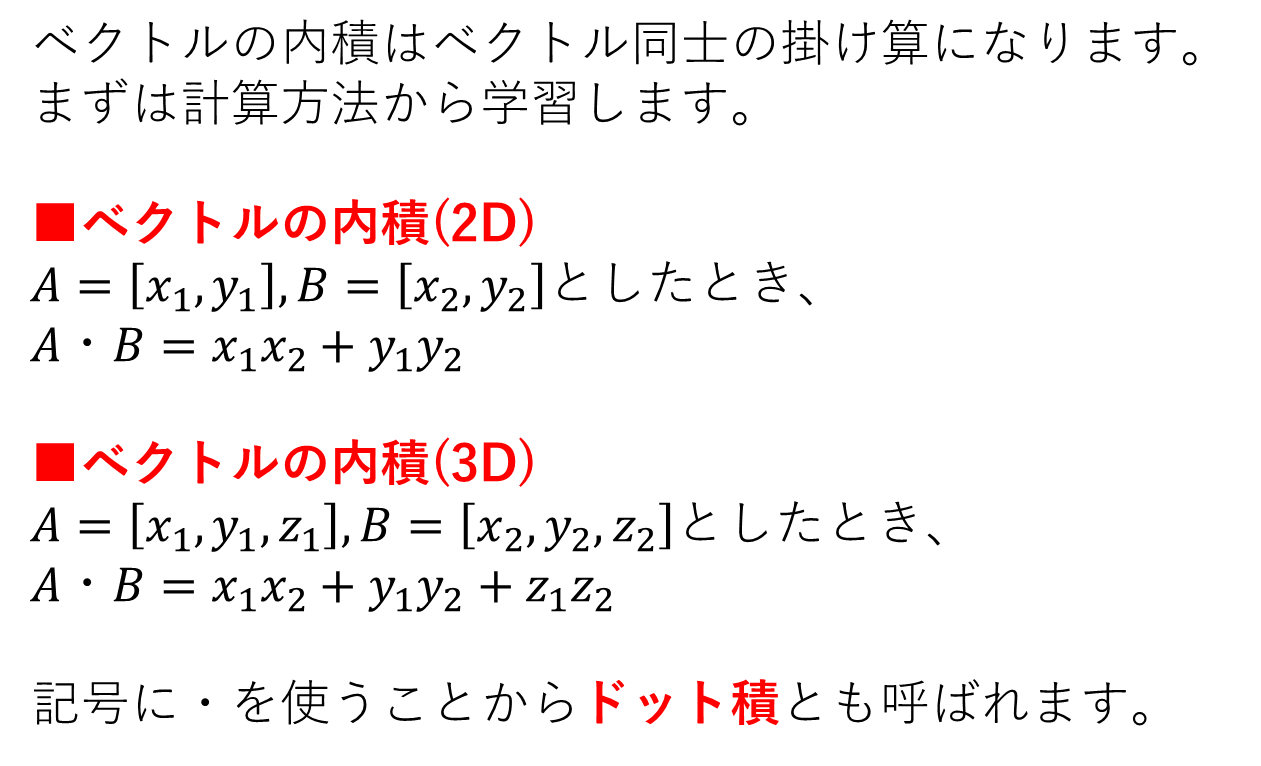 ベクトルの内積はベクトル同士の掛け算になります。
まずは計算方法から学習します。
■ベクトルの内積(2D)
A = [x₁, y₁], B = [x₂, y₂]としたとき、
A・B = x₁x₂ + y₁y₂
■ベクトルの内積(3D)
A = [x₁, y₁, z₁], B = [x₂, y₂, z₂]としたとき、
A・B = x₁x₂ + y₁y₂ + z₁z₂
記号に・を使うことからドット積とも呼ばれます。